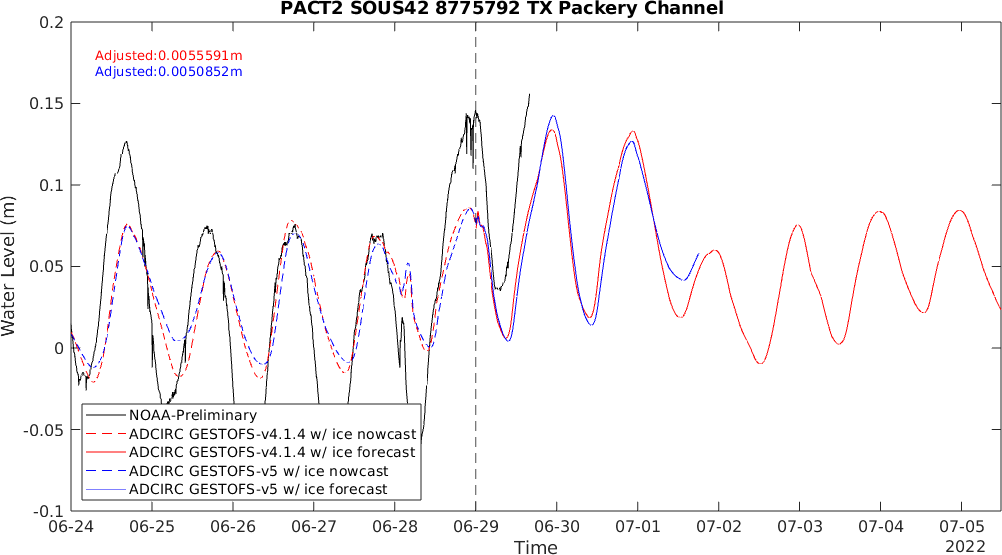 PACT2 SOUS42 8775792 TX Packery Channel
Adjusted:0.0055591m
Adjusted:0.0050852m
0.2
0.15
0.1
0.05
0
-0.05
-0.1
Water Level (m)
NOAA-Preliminary
ADCIRC GESTOFS-v4.1.4 w/ ice nowcast
ADCIRC GESTOFS-v4.1.4 w/ ice forecast
ADCIRC GESTOFS-v5 w/ ice nowcast
ADCIRC GESTOFS-v5 w/ ice forecast
06-24 06-25 06-26 06-27 06-28 06-29 06-30 07-01 07-02 07-03 07-04 07-05
Time
2022